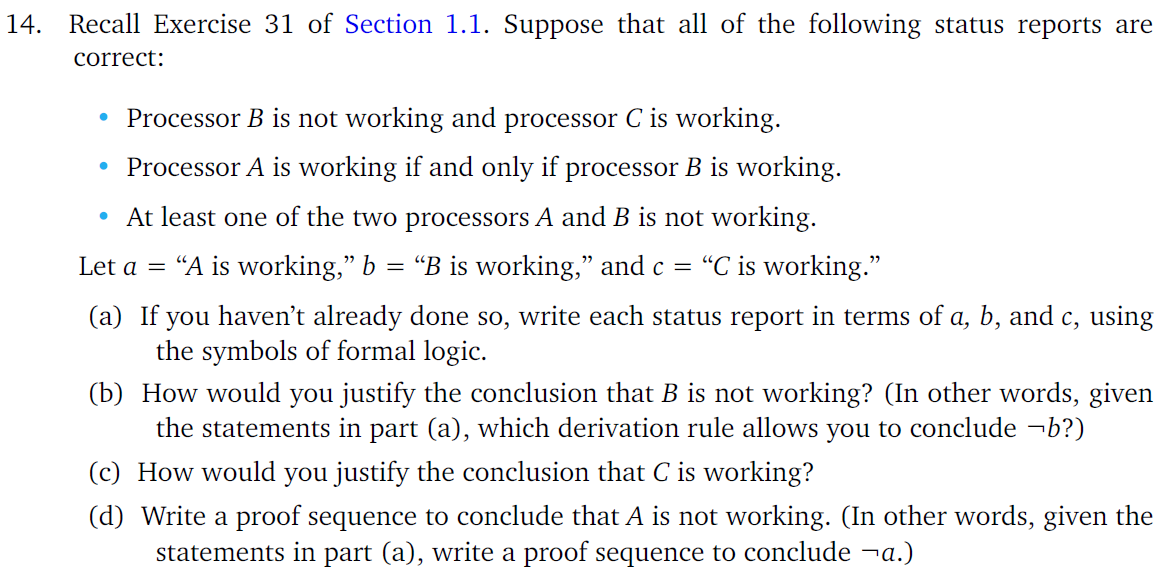 14. Recall Exercise 31 of Section 1.1. Suppose that all of the following status reports are
correct:
• Processor B is not working and processor C is working.
• Processor A is working if and only if processor B is working.
• At least one of the two processors A and B is not working.
Let a = “A is working,” b = “B is working,” and c = “C is working.”
(a) If you haven’t already done so, write each status report in terms of a, b, and c, using
the symbols of formal logic.
(b) How would you justify the conclusion that B is not working? (In other words, given
the statements in part (a), which derivation rule allows you to conclude ¬b?)
(c) How would you justify the conclusion that C is working?
(d) Write a proof sequence to conclude that A is not working. (In other words, given the
statements in part (a), write a proof sequence to conclude ¬a.)